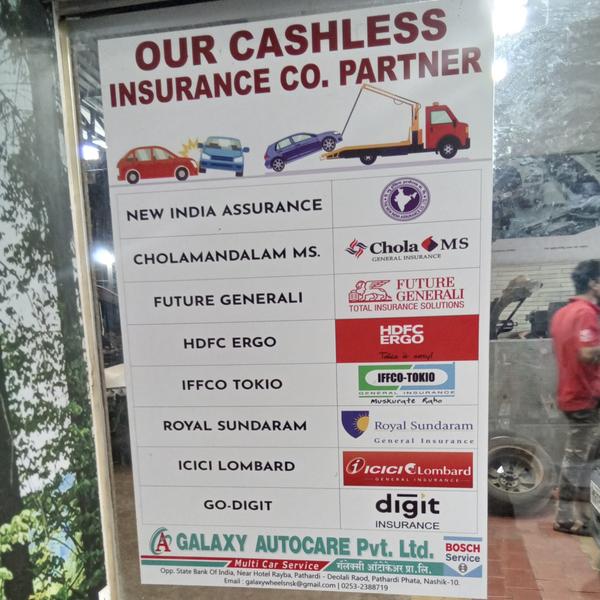 OUR CASHLESS
INSURANCE CO. PARTNER
NEW INDIA ASSURANCE
CHOLAMANDALAM MS.
Chola MS
GENERAL INSURANCE
FUTURE GENERALI
FUTURE
GENERALI
TOTAL INSURANCE SOLUTIONS
HDFC ERGO
HDFC
ERGO
Take it easy!
IFFCO TOKIO
IFFCO-TOKIO
GENERAL INSURANCE
Muskurate Raho
ROYAL SUNDARAM
Royal Sundaram
General Insurance
ICICI LOMBARD
ICICI Lombard
GENERAL INSURANCE
GO-DIGIT
digit
INSURANCE
GALAXY AUTOCARE Pvt. Ltd.
Multi Car Service
गॅलेक्सी ऑटोकेअर प्रा.लि.
BOSCH
Service
Opp. State Bank Of India, Near Hotel Rayba, Pathardi - Deolali Raod, Pathardi Phata, Nashik-10.
Email : galaxywheelsnsk@gmail.com | 0253-2388719